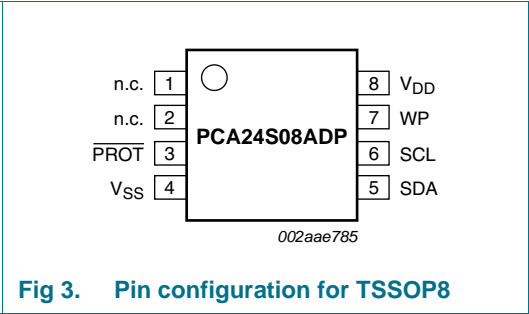 n.c. 1 8 VDD
n.c. 2 7 WP
PCA24S08ADP
PROT 3 6 SCL
VSS 4 5 SDA
002aae785
Fig 3. Pin configuration for TSSOP8